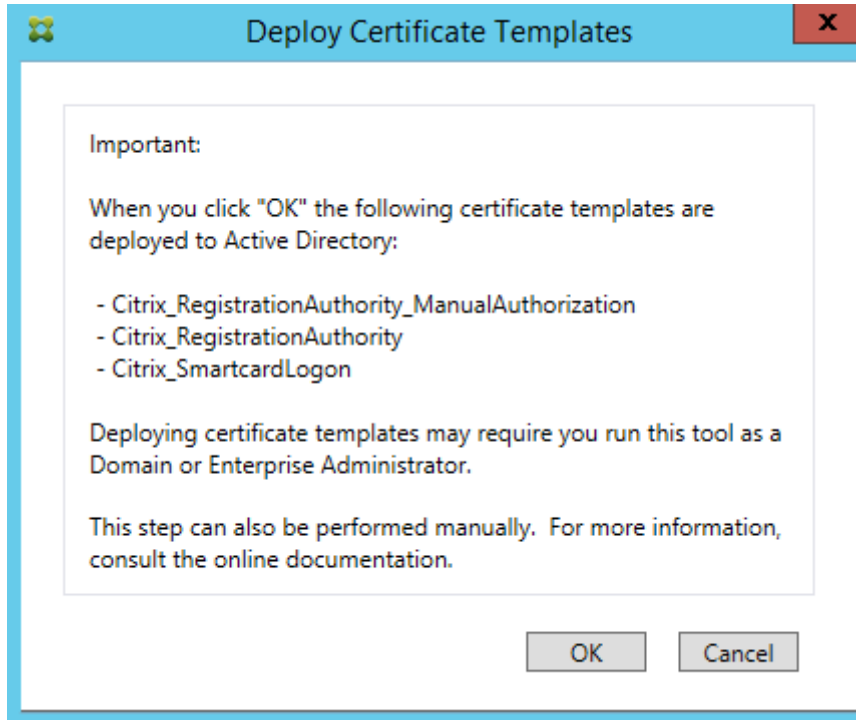 Deploy Certificate Templates
x
Important:
When you click "OK" the following certificate templates are
deployed to Active Directory:
- Citrix_RegistrationAuthority_ManualAuthorization
- Citrix_RegistrationAuthority
- Citrix_SmartcardLogon
Deploying certificate templates may require you run this tool as a
Domain or Enterprise Administrator.
This step can also be performed manually.  For more information,
consult the online documentation.
OK
Cancel